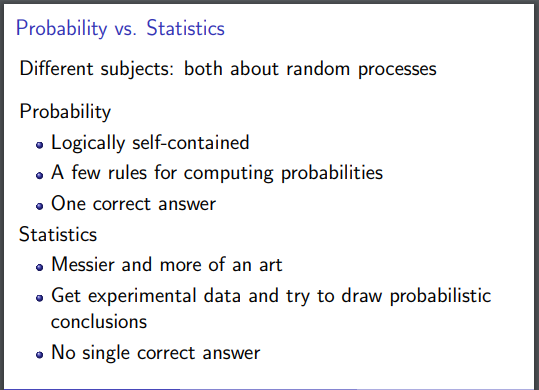 Probability vs. Statistics
Different subjects: both about random processes
Probability
Logically self-contained
A few rules for computing probabilities
One correct answer
Statistics
Messier and more of an art
Get experimental data and try to draw probabilistic
conclusions
No single correct answer